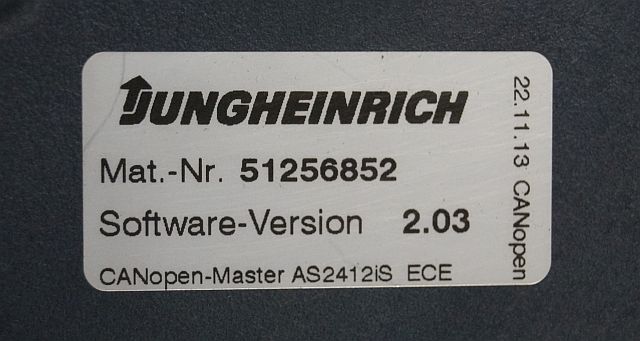 JUNGHEINRICH
Mat.-Nr. 51256852
Software-Version 2.03
CANopen-Master AS2412iS ECE
22.11.13 CANopen